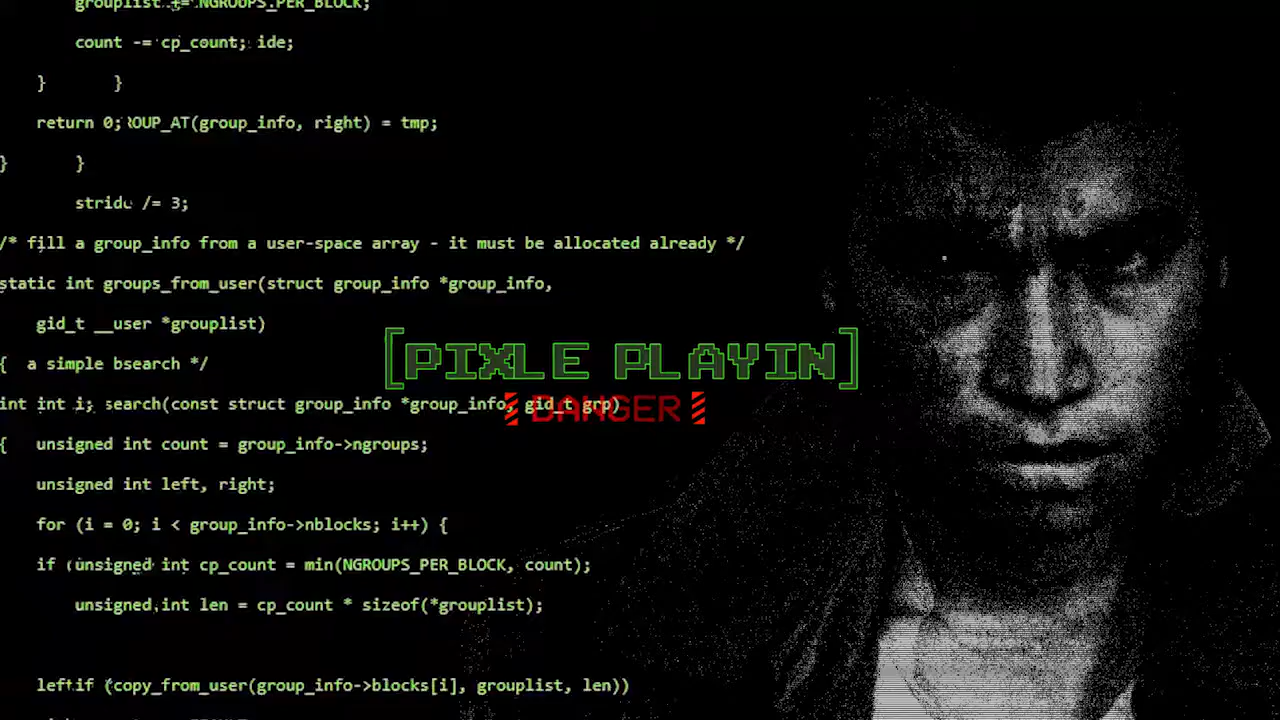 grouplist += NGROUPS_PER_BLOCK;
count -= cp_count; ide;
} }
return 0; ROUP_AT(group_info, right) = tmp;
} }
stride /= 3;
/* fill a group_info from a user-space array - it must be allocated already */
static int groups_from_user(struct group_info *group_info,
gid_t __user *grouplist)
[PIXLE PLAYIN]
{ a simple bsearch */
int int i; search(const struct group_info *group_info, gid_t grp)
DANGER
{ unsigned int count = group_info->ngroups;
unsigned int left, right;
for (i = 0; i < group_info->nblocks; i++) {
if (unsigned int cp_count = min(NGROUPS_PER_BLOCK, count);
unsigned int len = cp_count * sizeof(*grouplist);
left if (copy_from_user(group_info->blocks[i], grouplist, len))